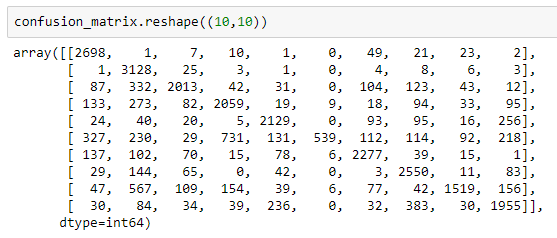 confusion_matrix.reshape((10,10))
array([[2698, 1, 7, 10, 1, 0, 49, 21, 23, 2],
[ 1, 3128, 25, 3, 1, 0, 4, 8, 6, 3],
[ 87, 332, 2013, 42, 31, 0, 104, 123, 43, 12],
[ 133, 273, 82, 2059, 19, 9, 18, 94, 33, 95],
[ 24, 40, 20, 5, 2129, 0, 93, 95, 16, 256],
[ 327, 230, 29, 731, 131, 539, 112, 114, 92, 218],
[ 137, 102, 70, 15, 78, 6, 2277, 39, 15, 1],
[ 29, 144, 65, 0, 42, 0, 3, 2550, 11, 83],
[ 47, 567, 109, 154, 39, 6, 77, 42, 1519, 156],
[ 30, 84, 34, 39, 236, 0, 32, 383, 30, 1955]],
dtype=int64)